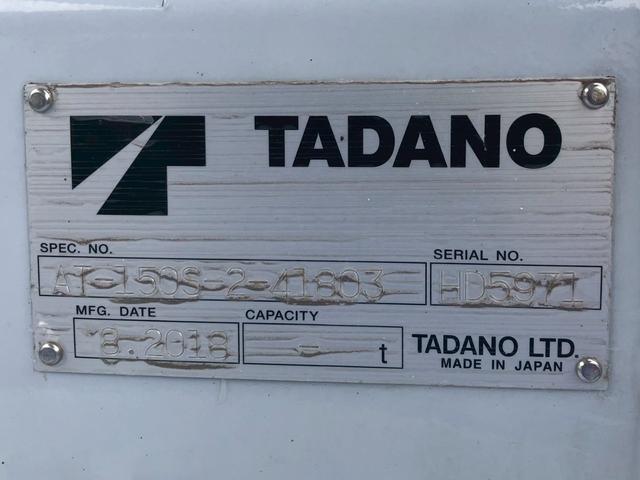 TADANO
SPEC. NO.
SERIAL NO.
AT-150S-2-41803
HD5971
MFG. DATE
CAPACITY
8.2018
- t
TADANO LTD.
MADE IN JAPAN